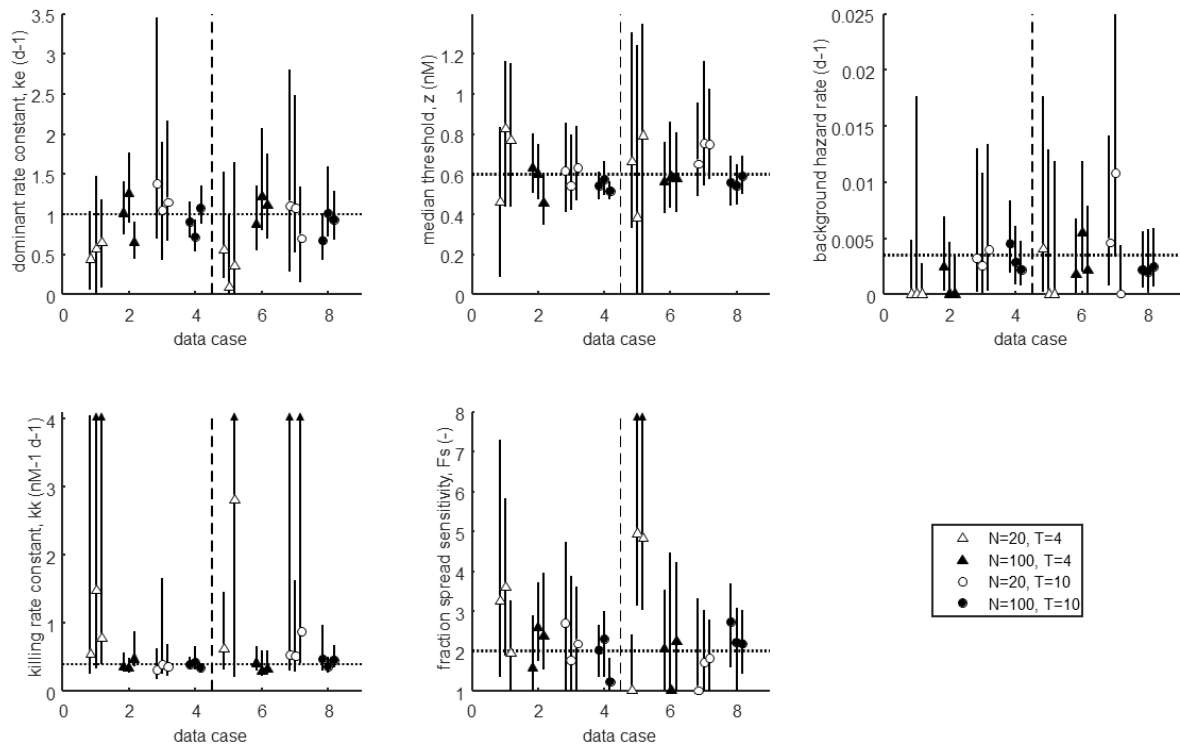 dominant rate constant, ke (d-1)
3.5
3
2.5
2
1.5
1
0.5
0
0 2 4 6 8
data case
median threshold, z (nM)
1.2
1
0.8
0.6
0.4
0.2
0
0 2 4 6 8
data case
background hazard rate (d-1)
0.025
0.02
0.015
0.01
0.005
0
0 2 4 6 8
data case
killing rate constant, kk (nM-1 d-1)
4
3
2
1
0
0 2 4 6 8
data case
fraction spread sensitivity, Fs (-)
8
7
6
5
4
3
2
1
0 2 4 6 8
data case
N=20, T=4
N=100, T=4
N=20, T=10
N=100, T=10